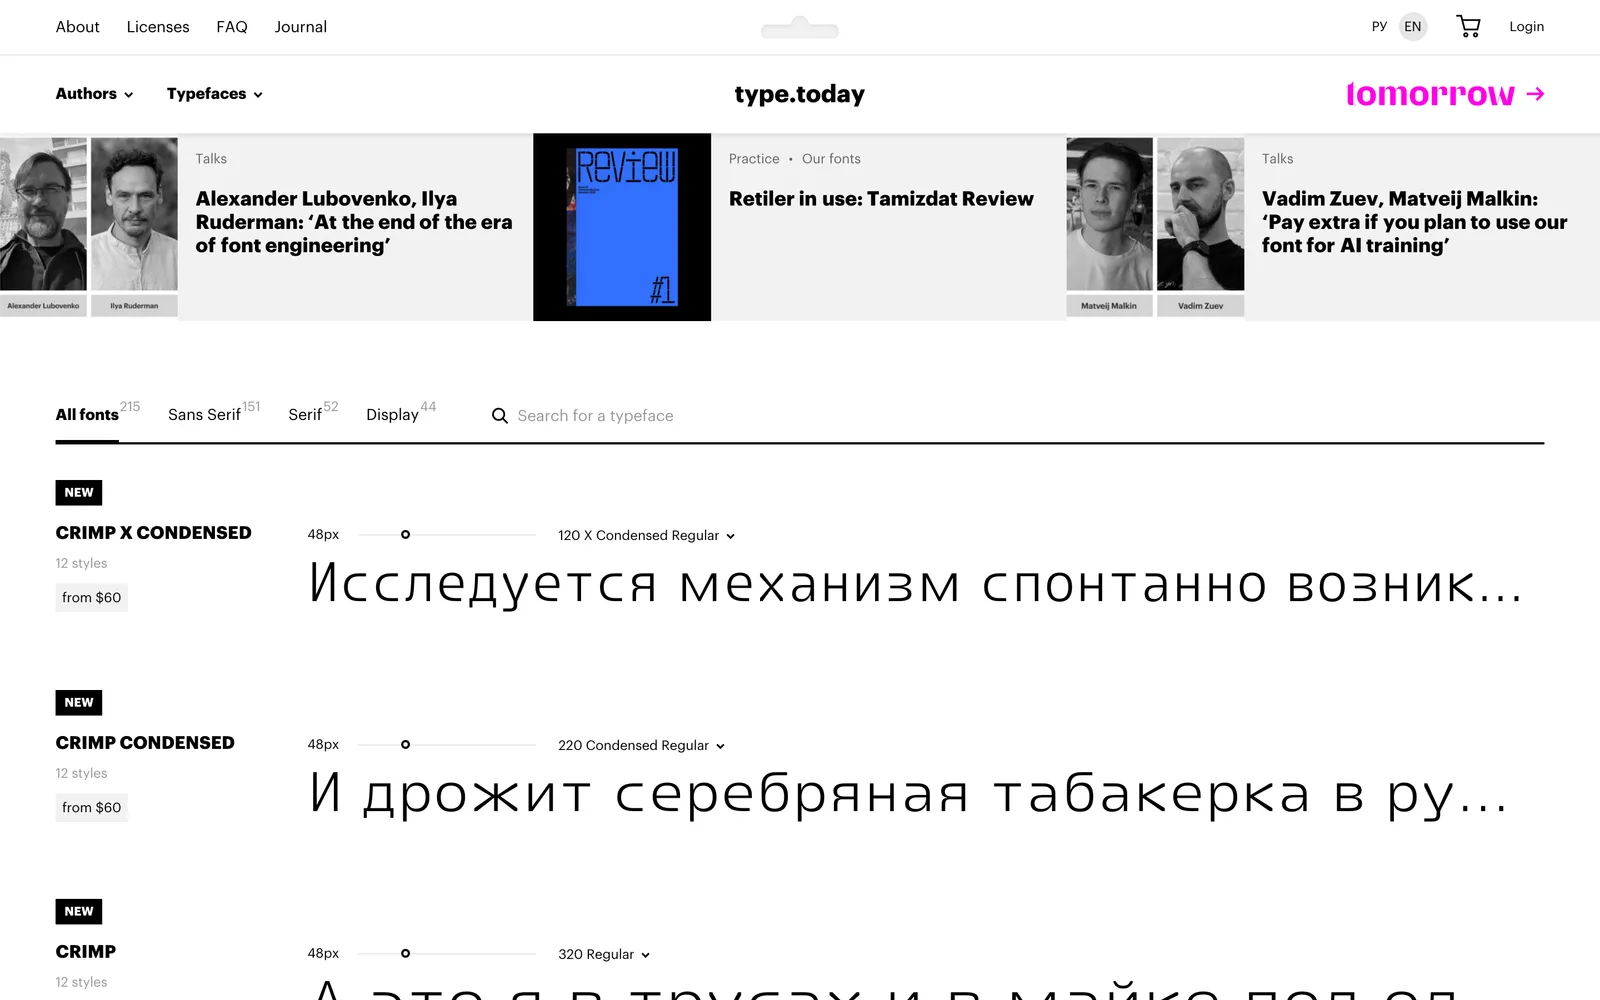 About Licenses FAQ Journal
РУ EN Login
Authors Typefaces
type.today
tomorrow →
Talks
Alexander Lubovenko, Ilya
Ruderman: ‘At the end of the era
of font engineering’
Alexander Lubovenko
Ilya Ruderman
Review
#1
Practice • Our fonts
Retiler in use: Tamizdat Review
Matveij Malkin
Vadim Zuev
Talks
Vadim Zuev, Matveij Malkin:
‘Pay extra if you plan to use our
font for AI training’
All fonts 215 Sans Serif 151 Serif 52 Display 44 Search for a typeface
NEW
CRIMP X CONDENSED
12 styles
from $60
48px 120 X Condensed Regular
Исследуется механизм спонтанно возник...
NEW
CRIMP CONDENSED
12 styles
from $60
48px 220 Condensed Regular
И дрожит серебряная табакерка в ру...
NEW
CRIMP
12 styles
48px 320 Regular
А это я в трусах и в майке под од